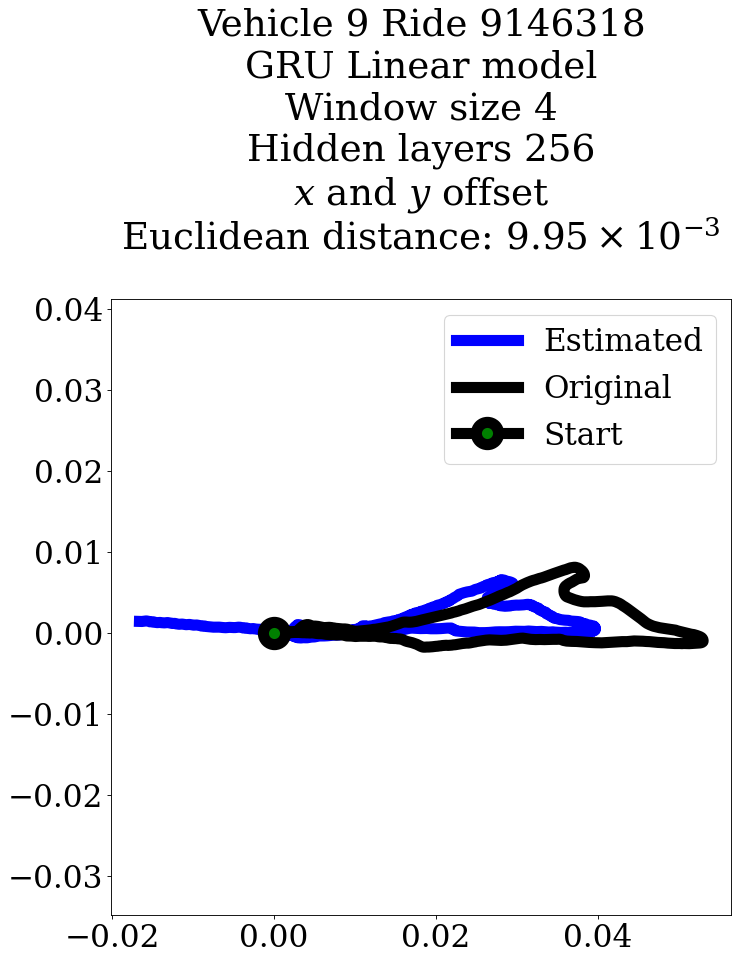 Vehicle 9 Ride 9146318
GRU Linear model
Window size 4
Hidden layers 256
x and y offset
Euclidean distance: 9.95 × 10⁻³
Estimated
Original
Start
0.04
0.03
0.02
0.01
0.00
−0.01
−0.02
−0.03
−0.02 0.00 0.02 0.04